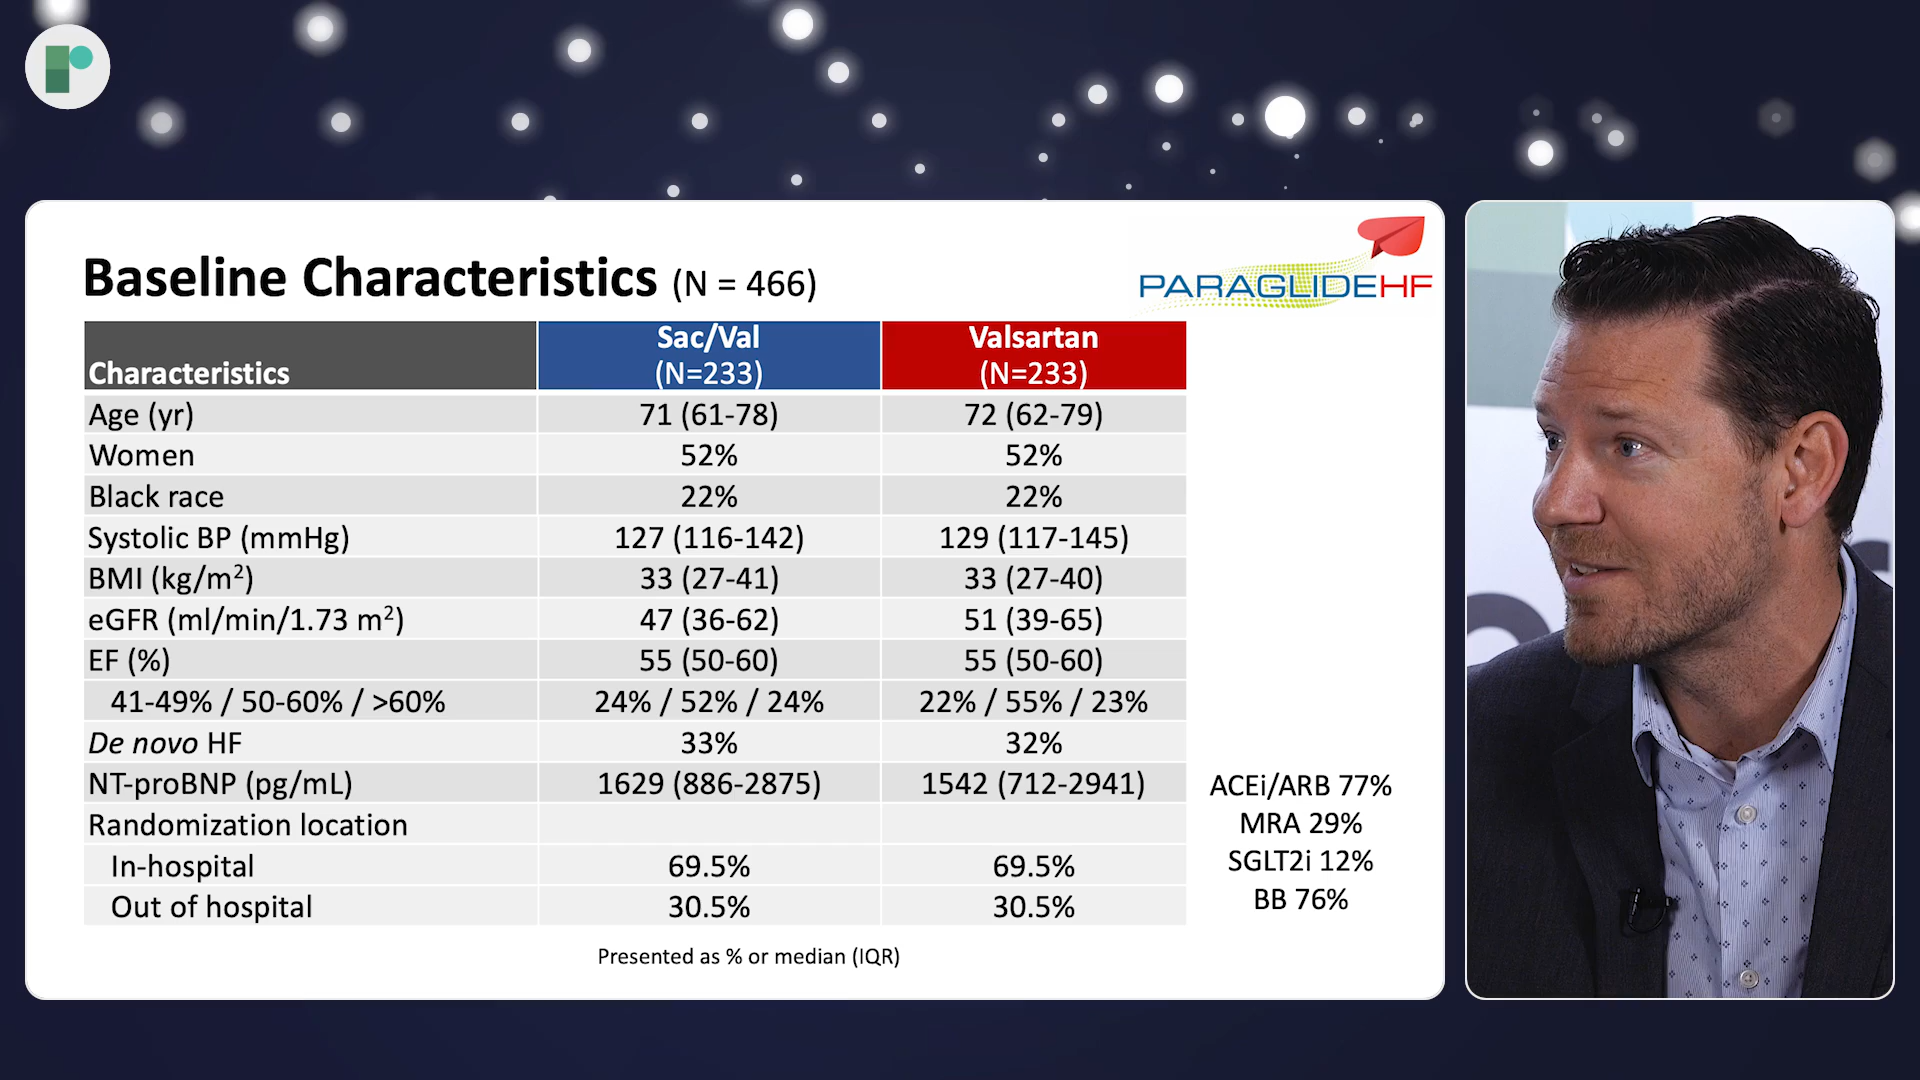 Baseline Characteristics (N = 466)
PARAGLIDEHF
Characteristics
Sac/Val
(N=233)
Valsartan
(N=233)
Age (yr) 71 (61-78) 72 (62-79)
Women 52% 52%
Black race 22% 22%
Systolic BP (mmHg) 127 (116-142) 129 (117-145)
BMI (kg/m²) 33 (27-41) 33 (27-40)
eGFR (ml/min/1.73 m²) 47 (36-62) 51 (39-65)
EF (%) 55 (50-60) 55 (50-60)
41-49% / 50-60% / >60% 24% / 52% / 24% 22% / 55% / 23%
De novo HF 33% 32%
NT-proBNP (pg/mL) 1629 (886-2875) 1542 (712-2941)
Randomization location
In-hospital 69.5% 69.5%
Out of hospital 30.5% 30.5%
ACEi/ARB 77%
MRA 29%
SGLT2i 12%
BB 76%
Presented as % or median (IQR)